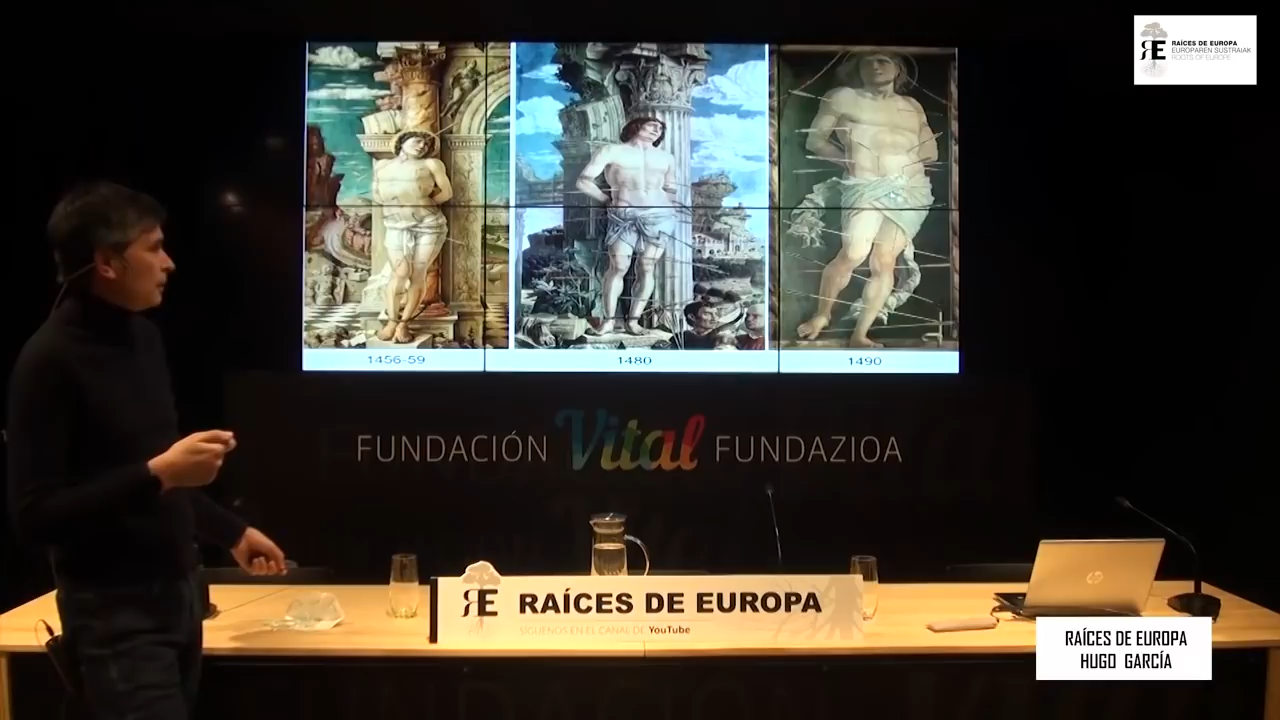 RAÍCES DE EUROPA
EUROPAREN SUSTRAIAK
ROOTS OF EUROPE
1456-59
1480
1490
FUNDACIÓN Vital FUNDAZIOA
RAÍCES DE EUROPA
SÍGUENOS EN EL CANAL DE YouTube
hp
RAÍCES DE EUROPA
HUGO GARCÍA